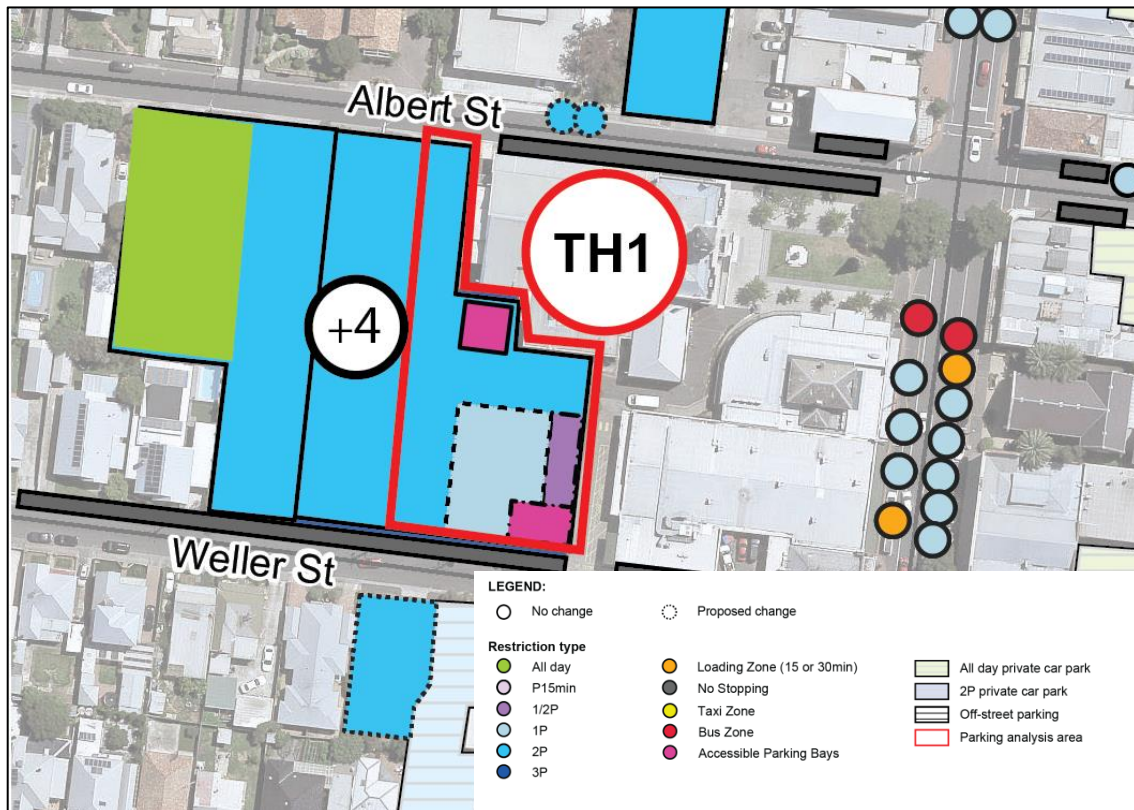 Albert St
TH1
+4
Weller St
LEGEND:
No change
Proposed change
Restriction type
All day
P15min
1/2P
1P
2P
3P
Loading Zone (15 or 30min)
No Stopping
Taxi Zone
Bus Zone
Accessible Parking Bays
All day private car park
2P private car park
Off-street parking
Parking analysis area